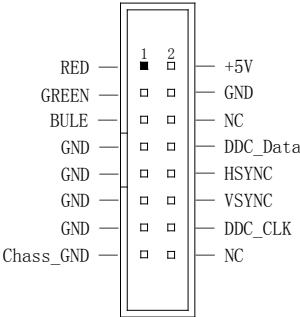 1 2
RED +5V
GREEN GND
BULE NC
GND DDC_Data
GND HSYNC
GND VSYNC
GND DDC_CLK
Chass_GND NC